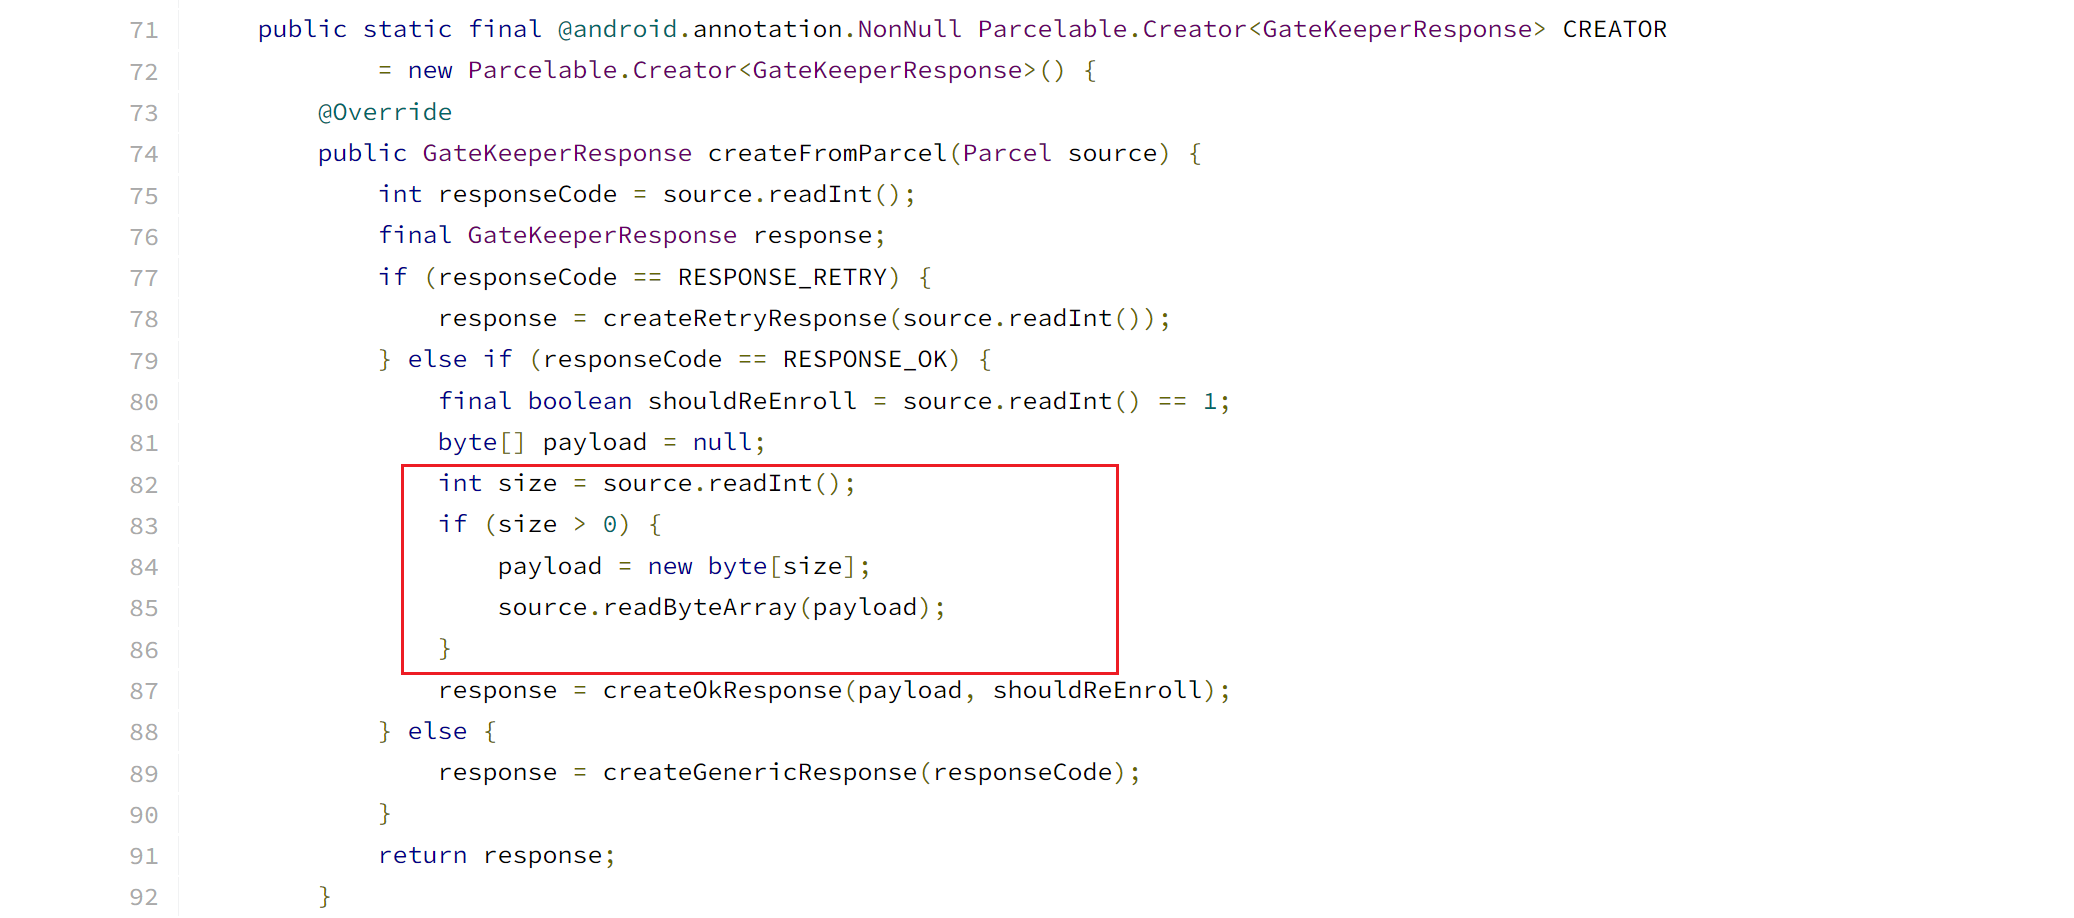 71 public static final @android.annotation.NonNull Parcelable.Creator<GateKeeperResponse> CREATOR
72 = new Parcelable.Creator<GateKeeperResponse>() {
73 @Override
74 public GateKeeperResponse createFromParcel(Parcel source) {
75 int responseCode = source.readInt();
76 final GateKeeperResponse response;
77 if (responseCode == RESPONSE_RETRY) {
78 response = createRetryResponse(source.readInt());
79 } else if (responseCode == RESPONSE_OK) {
80 final boolean shouldReEnroll = source.readInt() == 1;
81 byte[] payload = null;
82 int size = source.readInt();
83 if (size > 0) {
84 payload = new byte[size];
85 source.readByteArray(payload);
86 }
87 response = createOkResponse(payload, shouldReEnroll);
88 } else {
89 response = createGenericResponse(responseCode);
90 }
91 return response;
92 }